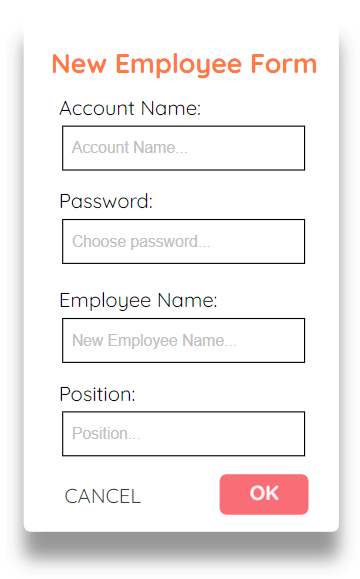 New Employee Form
Account Name:
Account Name...
Password:
Choose password...
Employee Name:
New Employee Name...
Position:
Position...
CANCEL OK